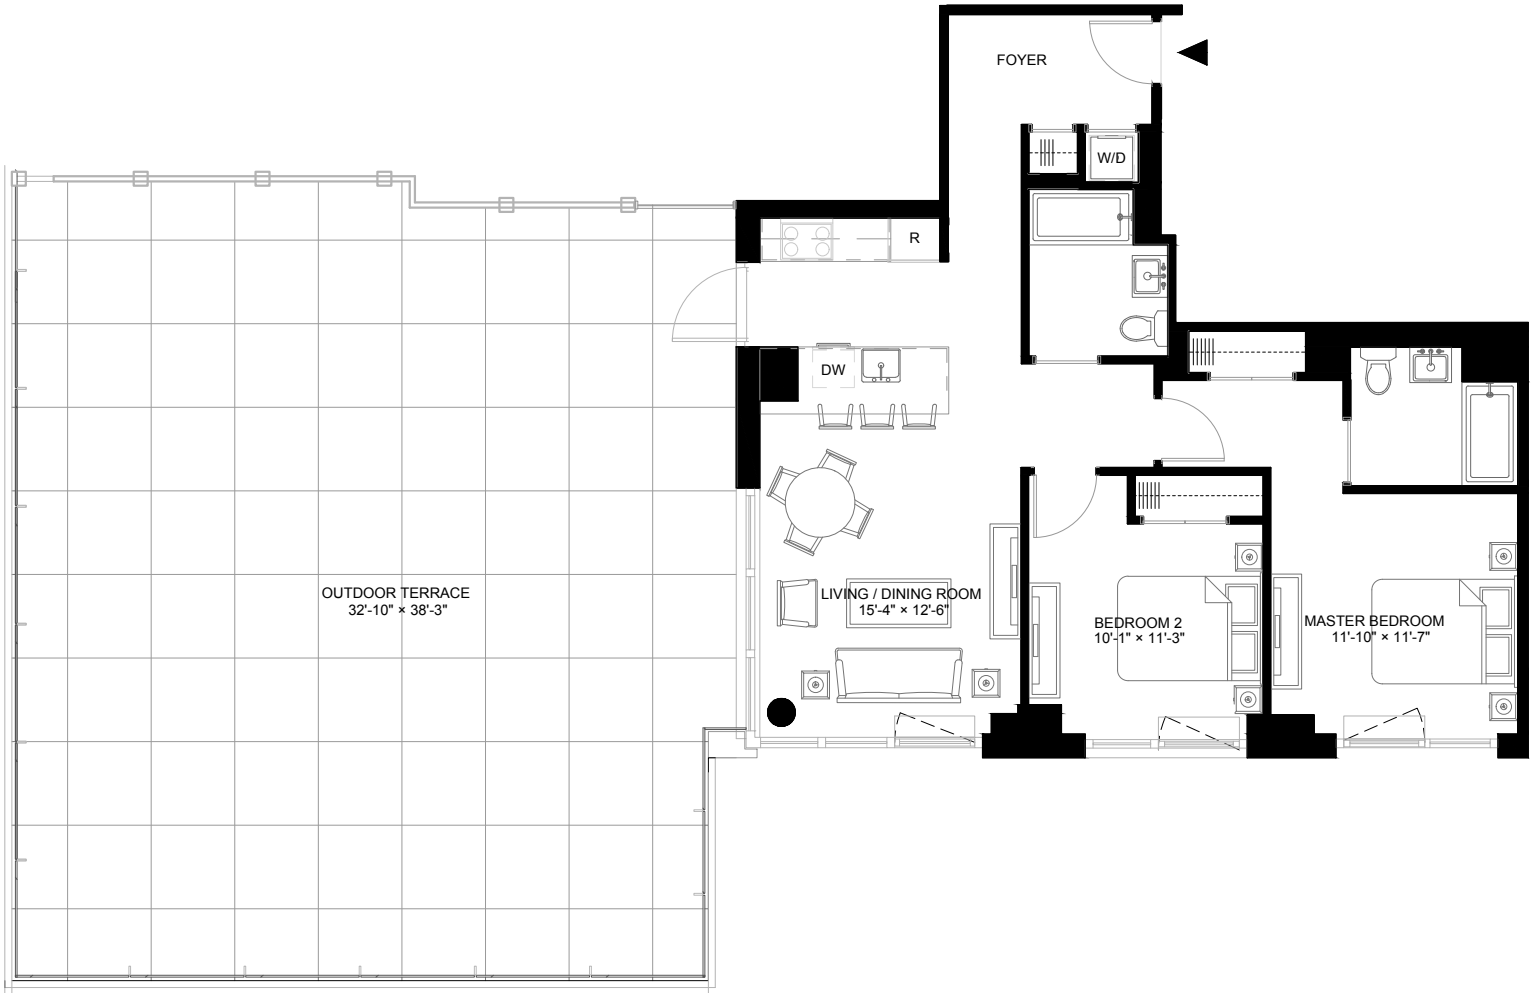 FOYER
W/D
R
DW
OUTDOOR TERRACE
32'-10" × 38'-3"
LIVING / DINING ROOM
15'-4" × 12'-6"
BEDROOM 2
10'-1" × 11'-3"
MASTER BEDROOM
11'-10" × 11'-7"